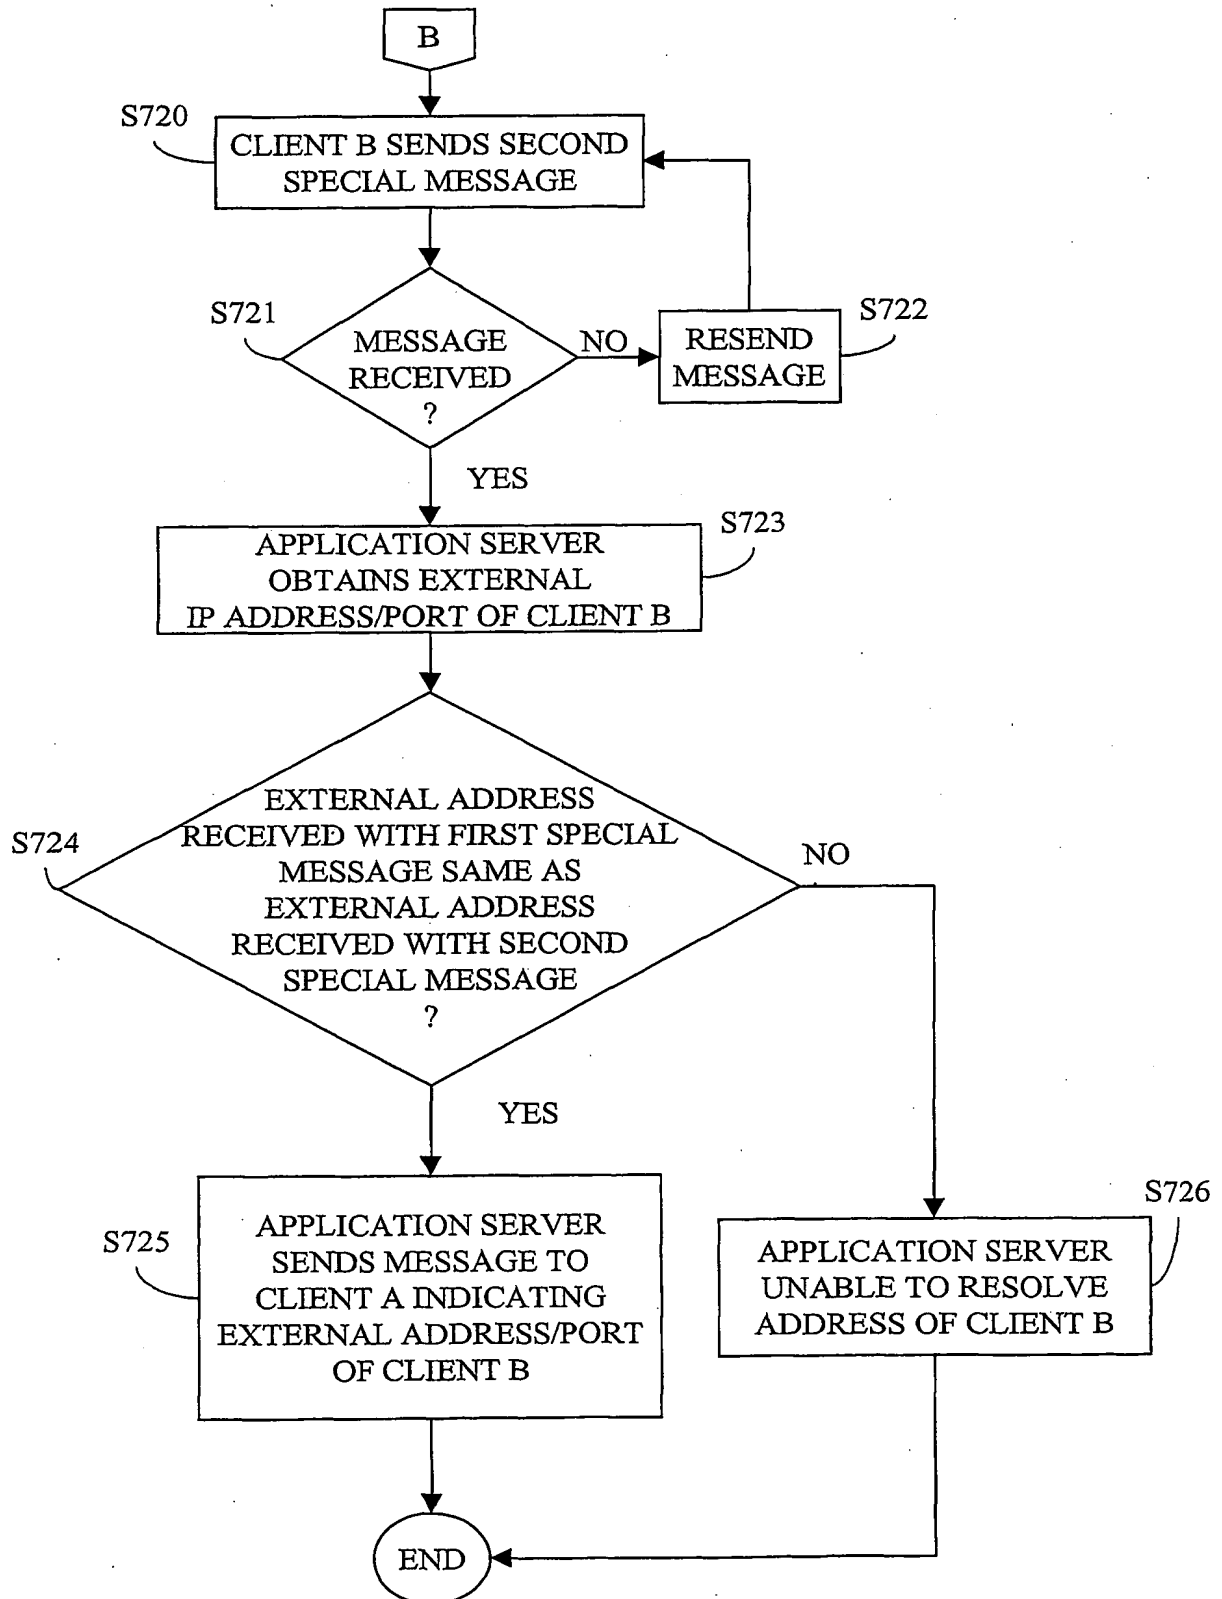 B
S720
CLIENT B SENDS SECOND
SPECIAL MESSAGE
S721
MESSAGE
RECEIVED
?
NO
RESEND
MESSAGE
S722
YES
S723
APPLICATION SERVER
OBTAINS EXTERNAL
IP ADDRESS/PORT OF CLIENT B
S724
EXTERNAL ADDRESS
RECEIVED WITH FIRST SPECIAL
MESSAGE SAME AS
EXTERNAL ADDRESS
RECEIVED WITH SECOND
SPECIAL MESSAGE
?
NO
YES
S725
APPLICATION SERVER
SENDS MESSAGE TO
CLIENT A INDICATING
EXTERNAL ADDRESS/PORT
OF CLIENT B
S726
APPLICATION SERVER
UNABLE TO RESOLVE
ADDRESS OF CLIENT B
END